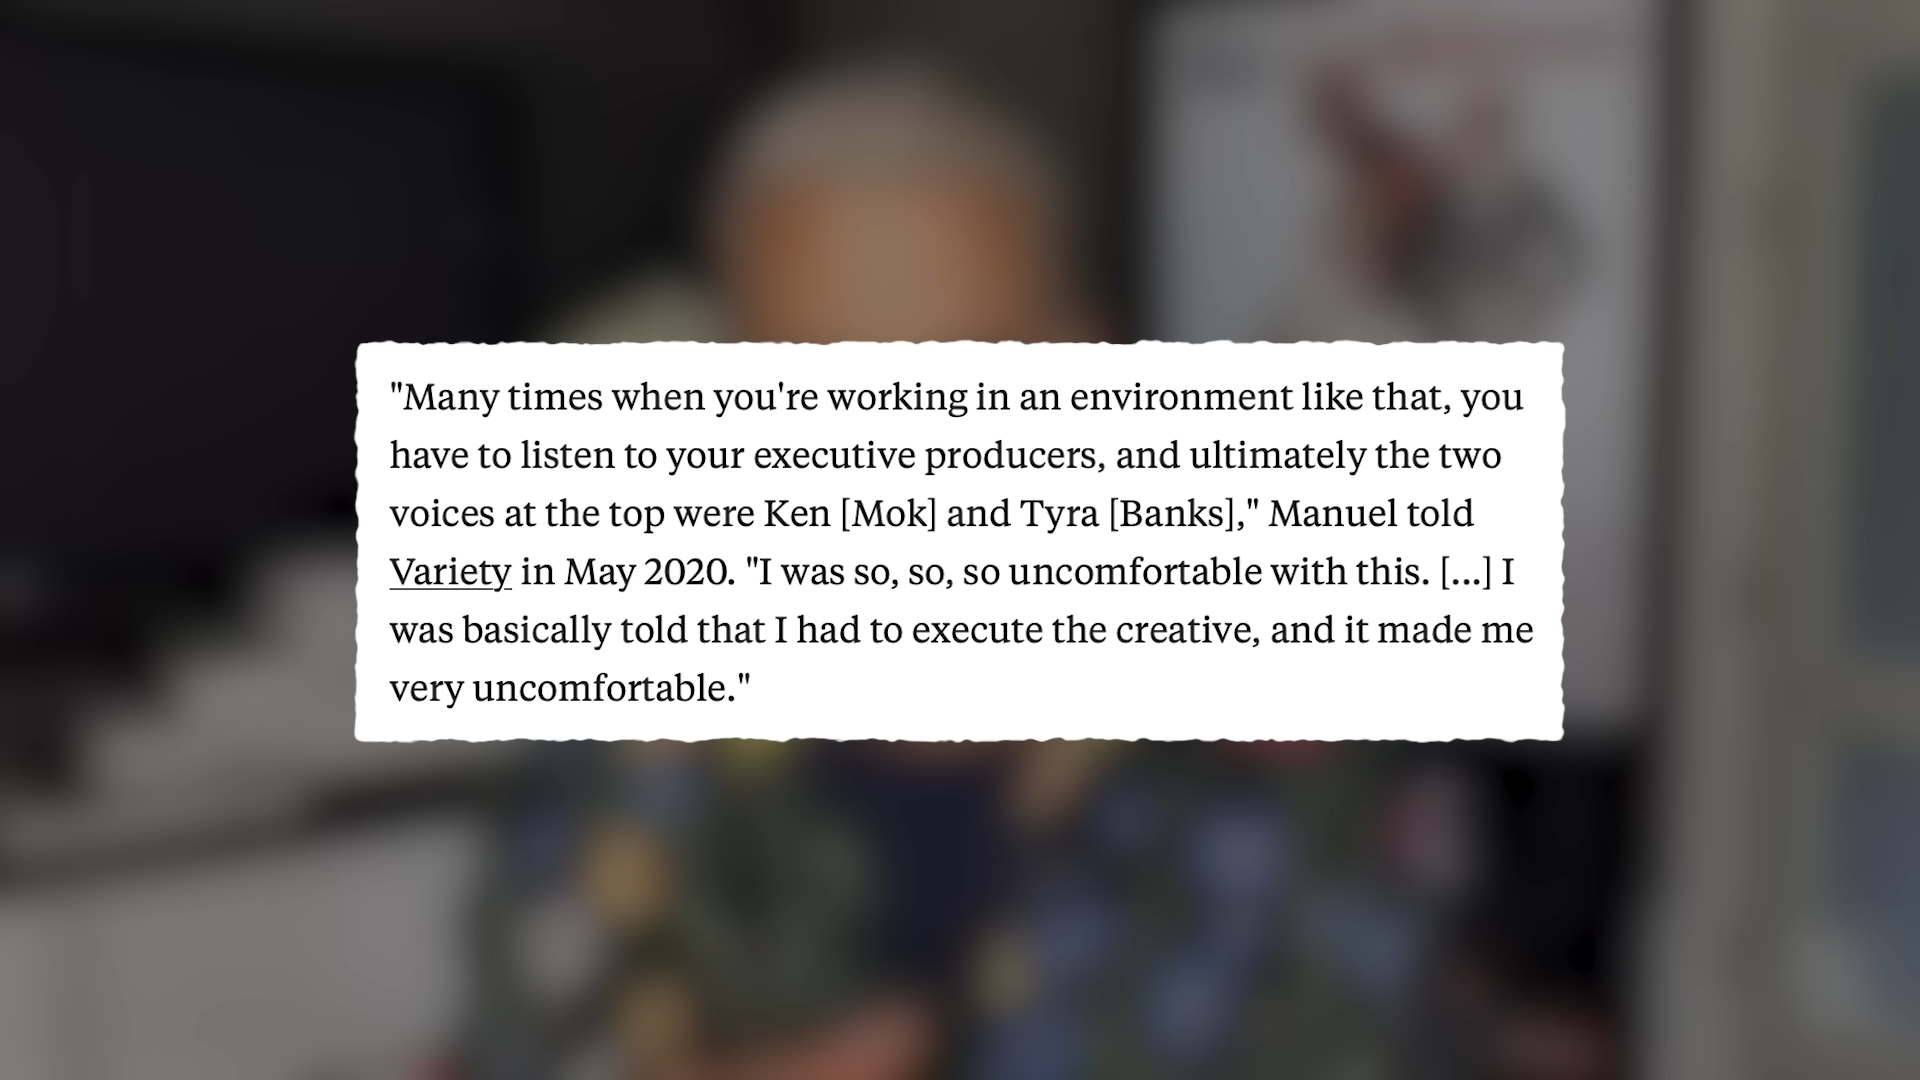 "Many times when you're working in an environment like that, you
have to listen to your executive producers, and ultimately the two
voices at the top were Ken [Mok] and Tyra [Banks]," Manuel told
Variety in May 2020. "I was so, so, so uncomfortable with this. [...] I
was basically told that I had to execute the creative, and it made me
very uncomfortable."